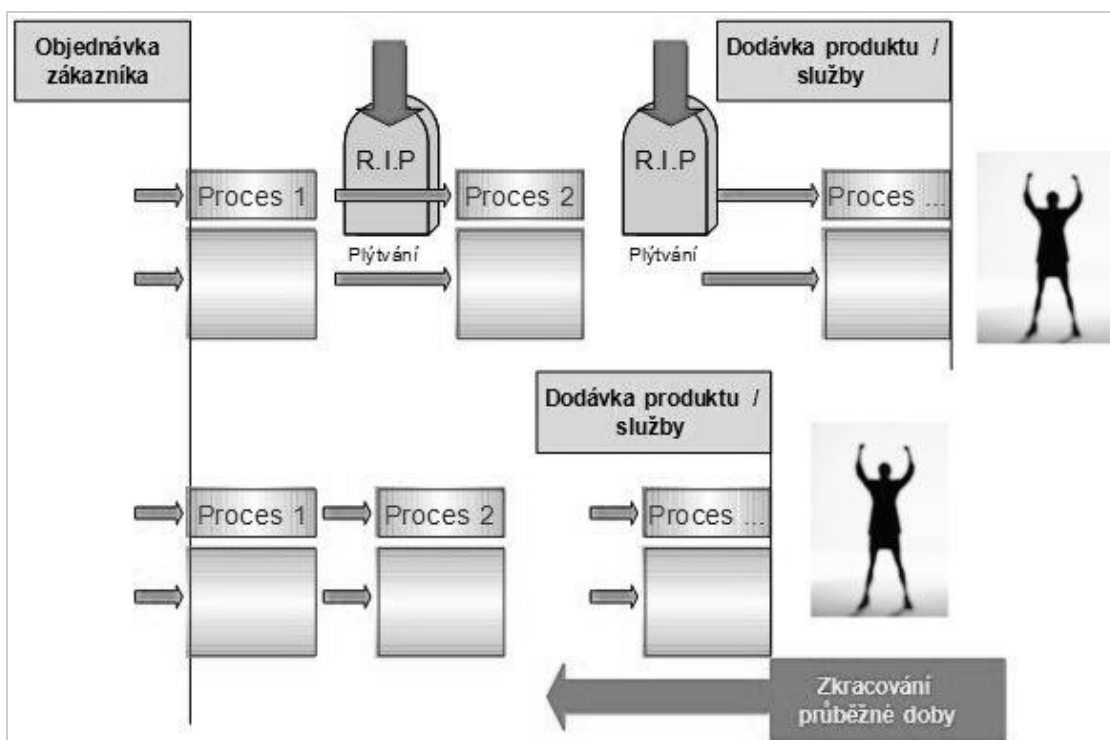 Objednávka
zákazníka
Dodávka produktu /
služby
R.I.P
R.I.P
Proces 1
Proces 2
Proces ...
Plýtvání
Plýtvání
Dodávka produktu /
služby
Proces 1
Proces 2
Proces ...
Zkracování
průběžné doby